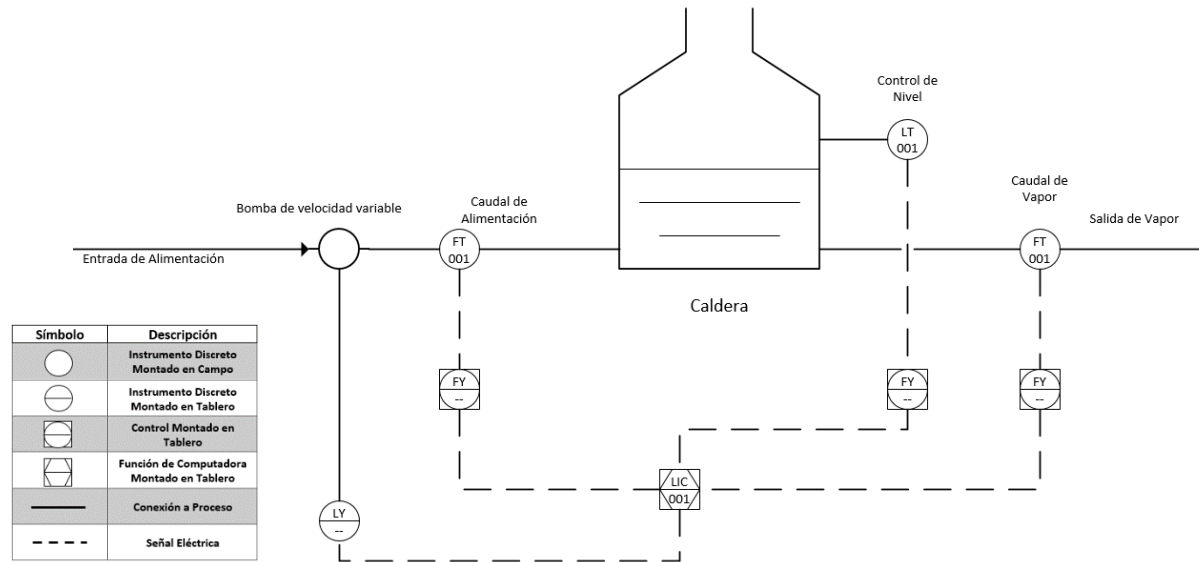 Control de
Nivel
LT
001
Caudal de
Vapor
Bomba de velocidad variable
Caudal de
Alimentación
Salida de Vapor
FT
001
FT
001
Entrada de Alimentación
Caldera
Símbolo Descripción
Instrumento Discreto
Montado en Campo
Instrumento Discreto
Montado en Tablero
Control Montado en
Tablero
Función de Computadora
Montado en Tablero
Conexión a Proceso
Señal Eléctrica
FY
--
FY
--
FY
--
LIC
001
LY
--